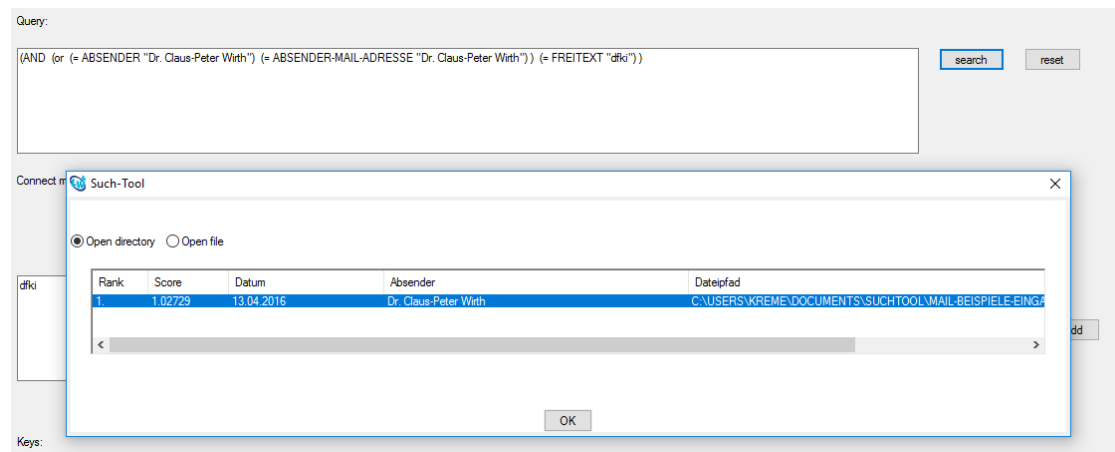 Query:
(AND (or (= ABSENDER "Dr. Claus-Peter Wirth") (= ABSENDER-MAIL-ADRESSE "Dr. Claus-Peter Wirth") ) (= FREITEXT "dfki") )
search reset
Connect m
Such-Tool
Open directory Open file
dfki
Rank Score Datum Absender Dateipfad
1. 1.02729 13.04.2016 Dr. Claus-Peter Wirth C:\USERS\KREME\DOCUMENTS\SUCHTOOL\MAIL-BEISPIELE-EINGA
dd
OK
Keys: